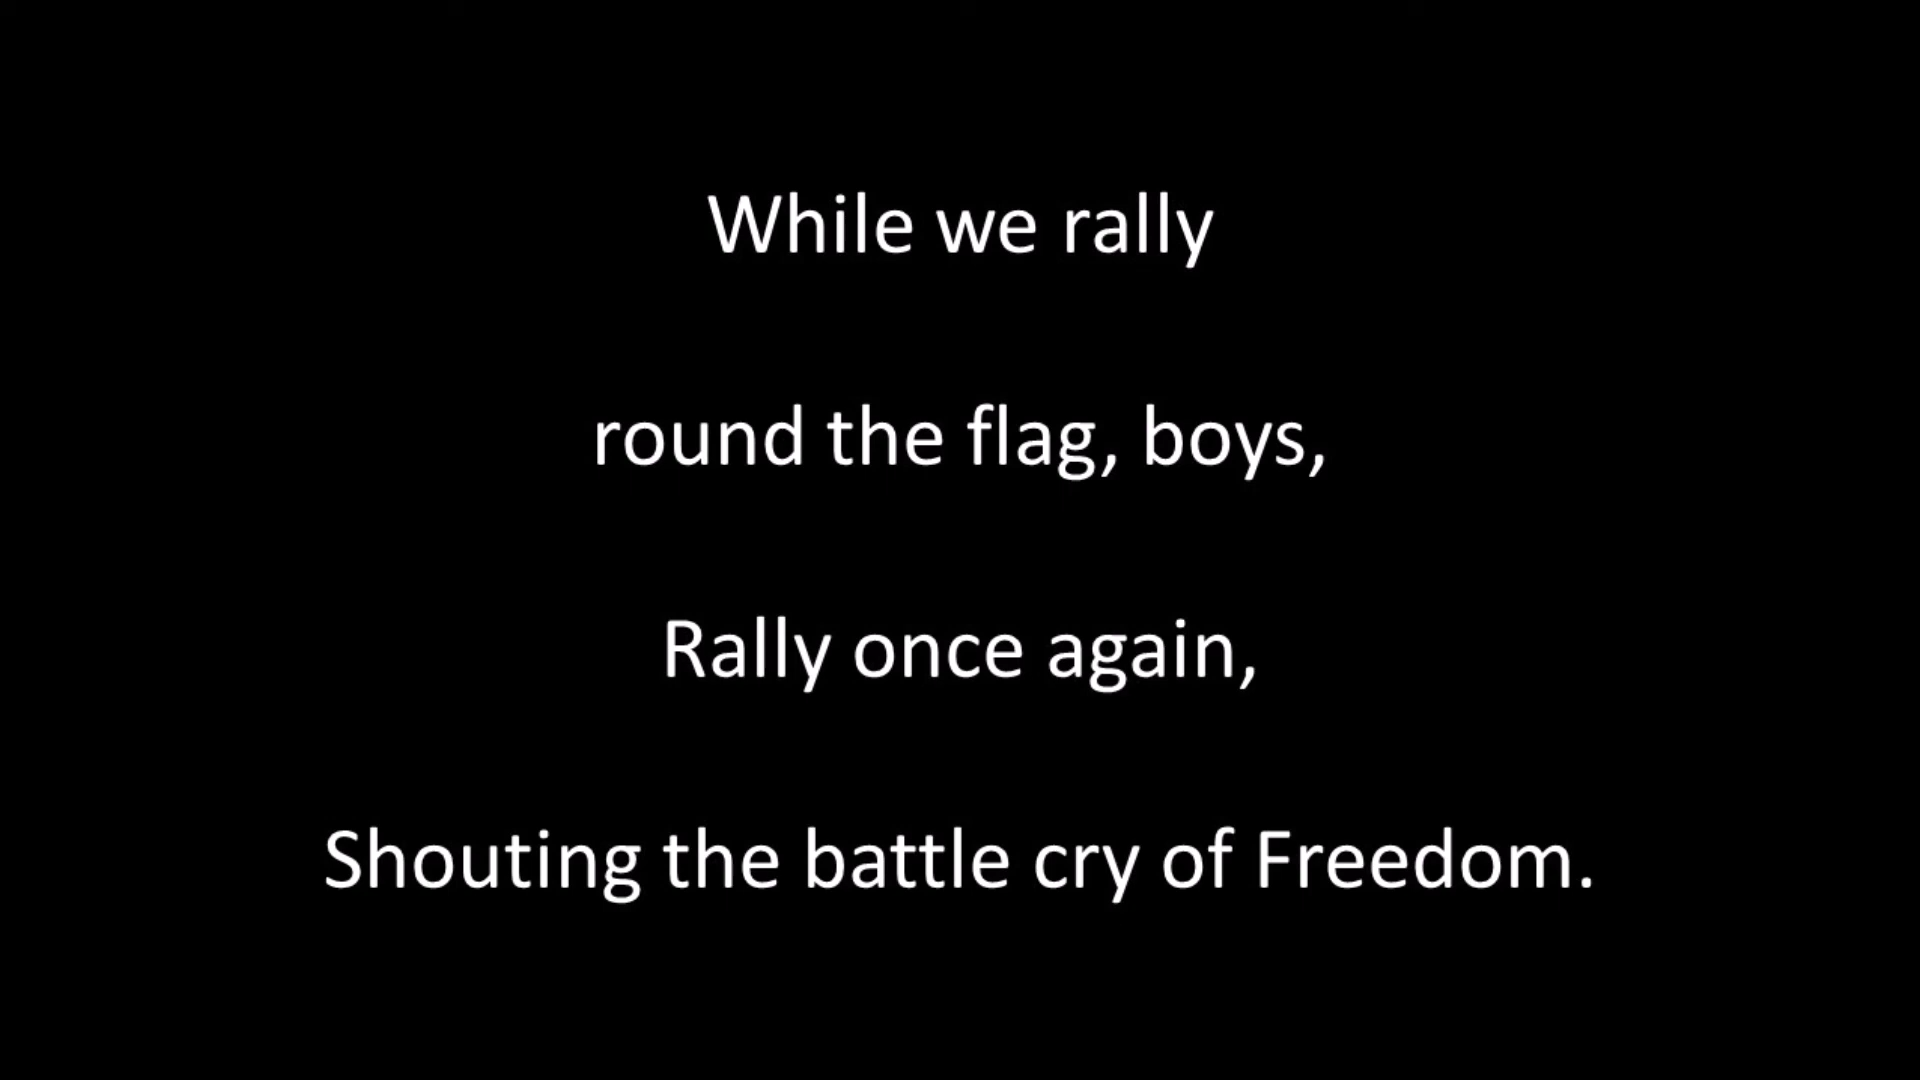 While we rally
round the flag, boys,
Rally once again,
Shouting the battle cry of Freedom.